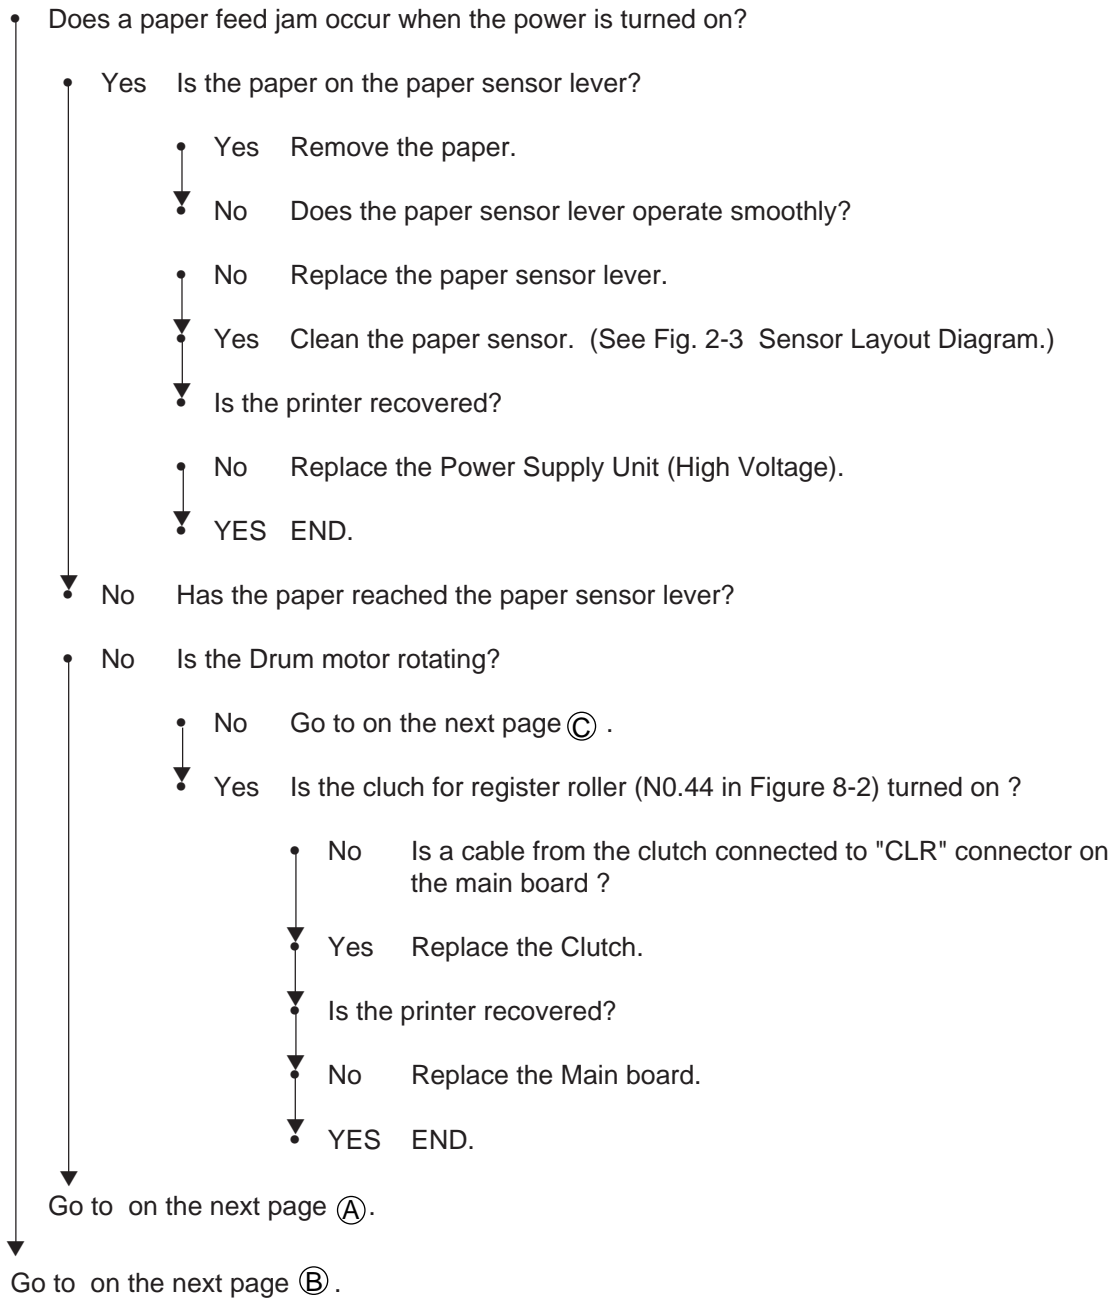 Does a paper feed jam occur when the power is turned on?
Yes Is the paper on the paper sensor lever?
Yes Remove the paper.
No Does the paper sensor lever operate smoothly?
No Replace the paper sensor lever.
Yes Clean the paper sensor. (See Fig. 2-3 Sensor Layout Diagram.)
Is the printer recovered?
No Replace the Power Supply Unit (High Voltage).
YES END.
No Has the paper reached the paper sensor lever?
No Is the Drum motor rotating?
No Go to on the next page Ⓒ .
Yes Is the cluch for register roller (N0.44 in Figure 8-2) turned on ?
No Is a cable from the clutch connected to "CLR" connector on
the main board ?
Yes Replace the Clutch.
Is the printer recovered?
No Replace the Main board.
YES END.
Go to on the next page Ⓐ.
Go to on the next page Ⓑ .